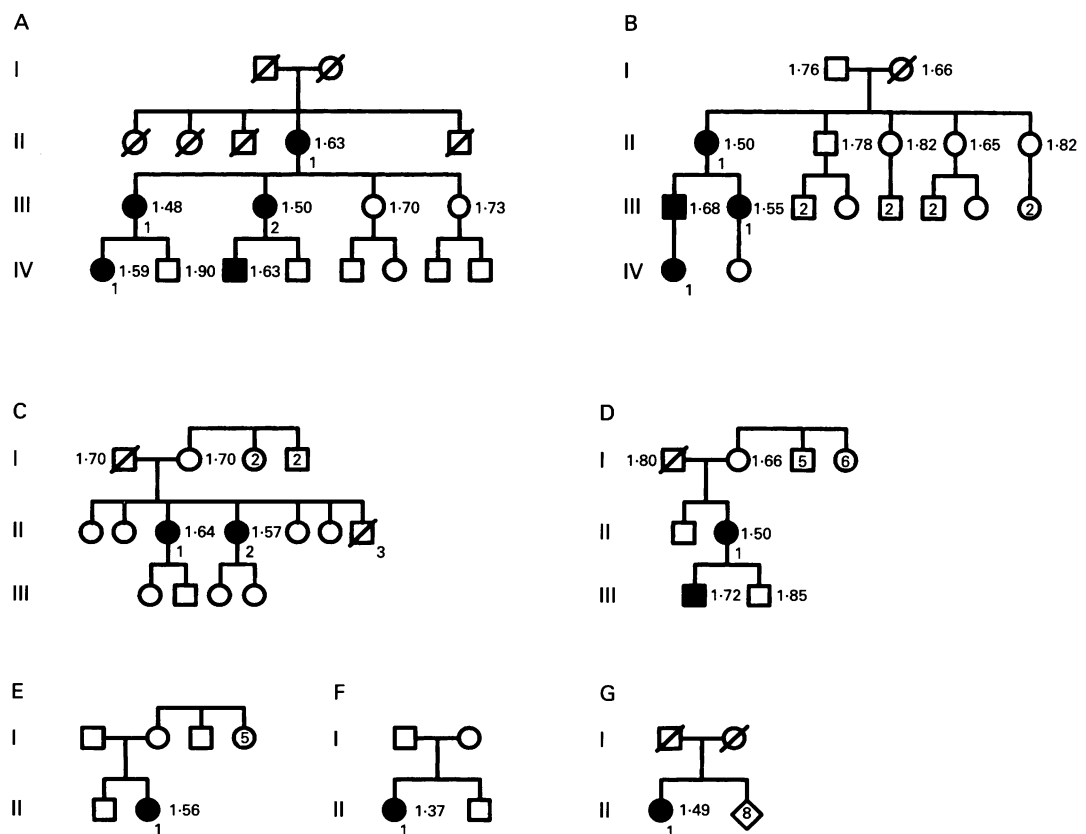 A B
I 1·76 1·66
II 1·63 1·50 1·78 1·82 1·65 1·82
1 1
III 1·48 1·50 1·70 1·73 1·68 1·55 2 2 2 2
1 2 1
IV 1·59 1·90 1·63 IV
1 1
C D
I 1·70 1·70 2 2 I 1·80 1·66 5 6
II 1·64 1·57 II 1·50
1 2 3 1
III III 1·72 1·85
E F G
I 5 I I
II 1·56 II 1·37 II 1·49 8
1 1 1